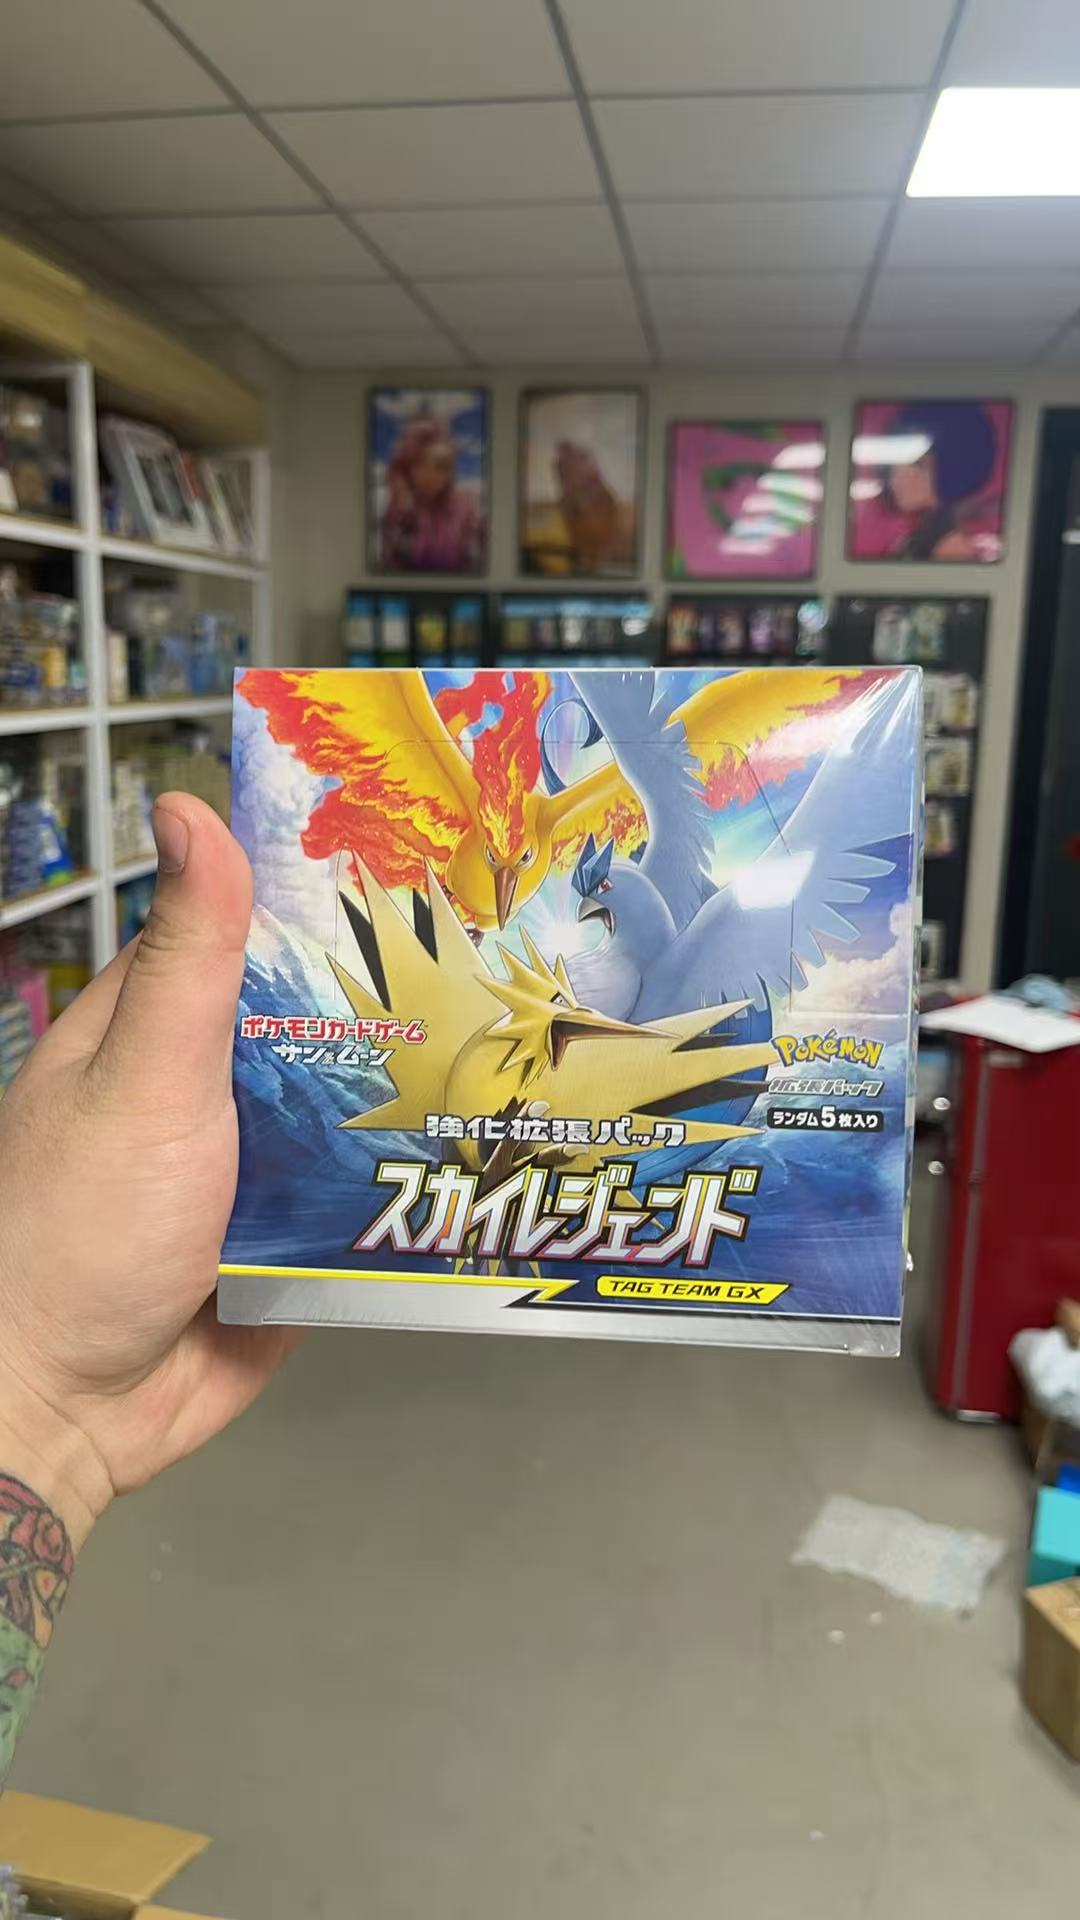 ポケモンカードゲーム
サン&ムーン
Pokémon
拡張パック
ランダム5枚入り
強化拡張パック
スカイレジェンド
TAG TEAM GX